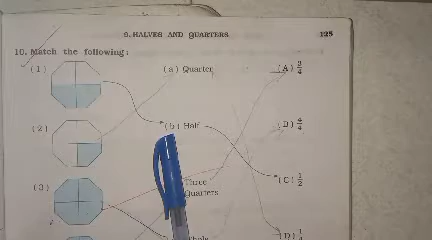 9. HALVES AND QUARTERS 125
10. Match the following:
(1) (a) Quarter (A) 3/4
(2) (b) Half (B) 4/4
(3) Three Quarters (C) 1/2
(D) 1/4